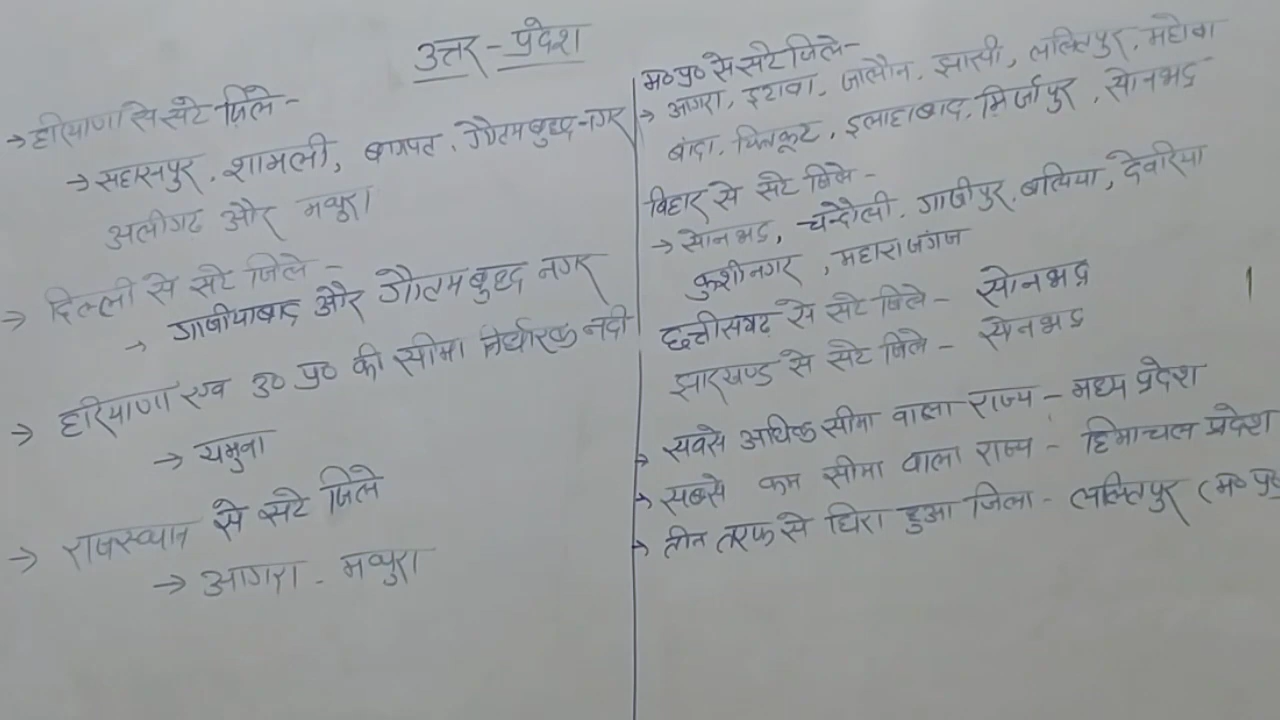 उत्तर - प्रदेश
→ हरियाणा से सटे जिले -
→ सहारनपुर, शामली, बागपत, गौतमबुद्ध-नगर
अलीगढ और मथुरा
→ दिल्ली से सटे जिले -
→ गाजीयाबाद और गौतमबुद्ध नगर
→ हरियाणा एवं उ० प्र० की सीमा निर्धारक नदी
→ यमुना
→ राजस्थान से सटे जिले
→ आगरा - मथुरा
म० प्र० से सटे जिले -
→ आगरा, इटावा, जालौन, झासी, ललितपुर, महोबा
बांदा, चित्रकूट, इलाहाबाद, मिर्जापुर, सोनभद्र
बिहार से सटे जिले -
→ सोनभद्र, चन्दौली, गाजीपुर, बलिया, देवरिया
कुशीनगर, महाराजगंज
छत्तीसगढ से सटे जिले - सोनभद्र
झारखण्ड से सटे जिले - सोनभद्र
→ सबसे अधिक सीमा वाला राज्य - मध्य प्रदेश
→ सबसे कम सीमा वाला राज्य - हिमाचल प्रदेश
→ तीन तरफ से घिरा हुआ जिला - ललितपुर (म० प्र०